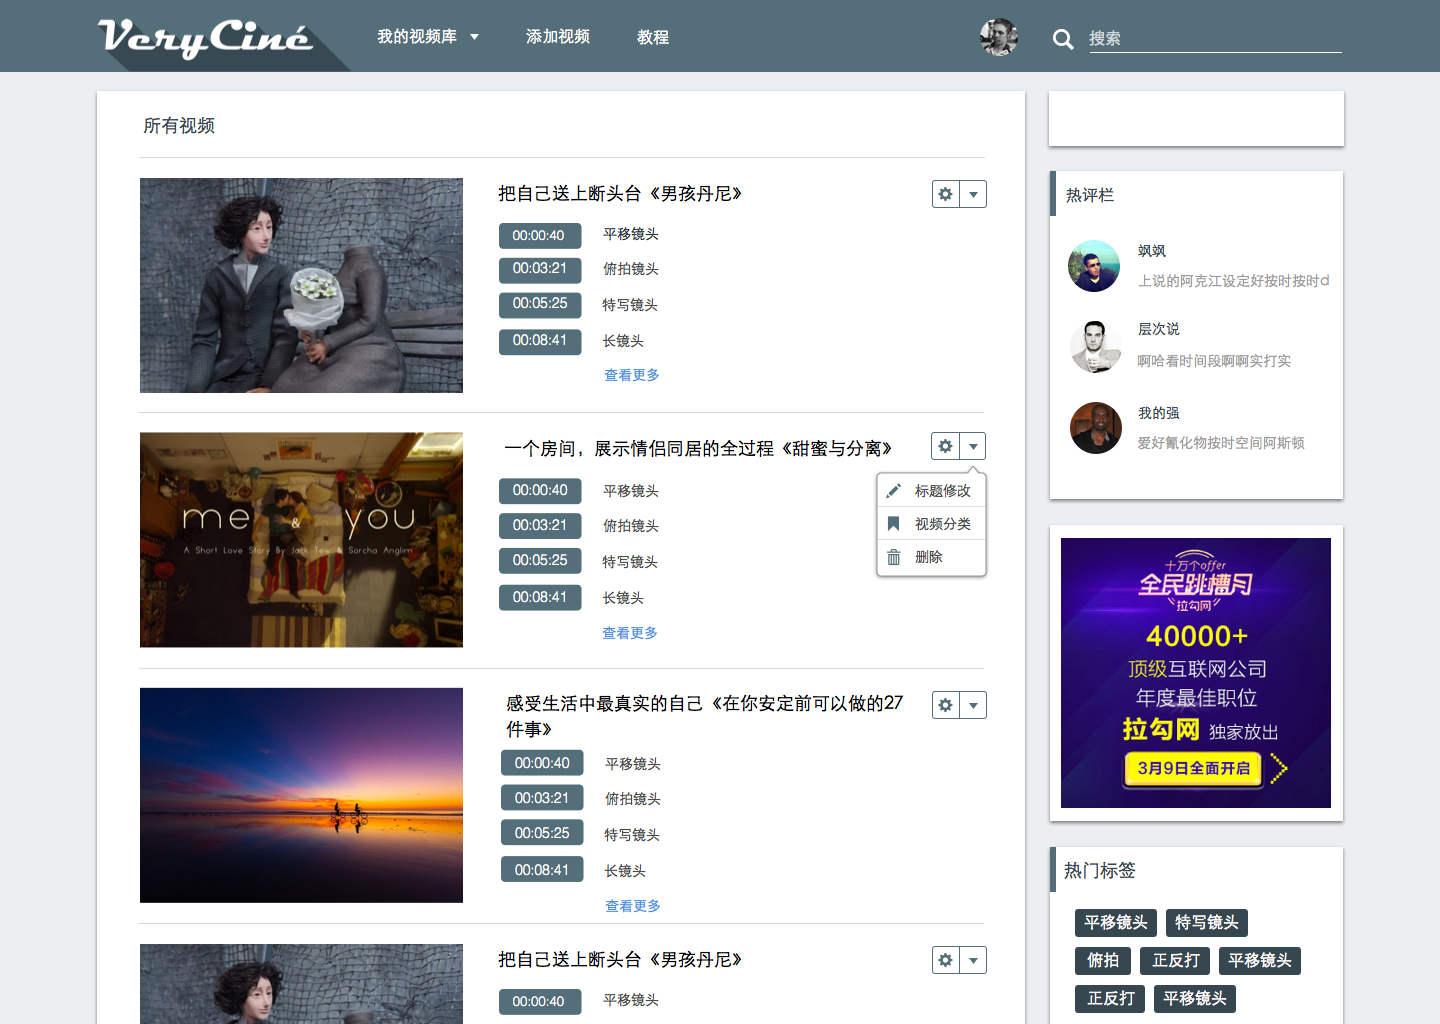 VeryCiné
我的视频库
添加视频
教程
搜索
所有视频
把自己送上断头台《男孩丹尼》
00:00:40 平移镜头
00:03:21 俯拍镜头
00:05:25 特写镜头
00:08:41 长镜头
查看更多
me & you
A Short Love Story By Jack Tew & Sorcha Anglim
一个房间，展示情侣同居的全过程《甜蜜与分离》
00:00:40 平移镜头
00:03:21 俯拍镜头
00:05:25 特写镜头
00:08:41 长镜头
查看更多
标题修改
视频分类
删除
感受生活中最真实的自己《在你安定前可以做的27
件事》
00:00:40 平移镜头
00:03:21 俯拍镜头
00:05:25 特写镜头
00:08:41 长镜头
查看更多
把自己送上断头台《男孩丹尼》
00:00:40 平移镜头
热评栏
飒飒
上说的阿克江设定好按时按时d
层次说
啊哈看时间段啊啊实打实
我的强
爱好氰化物按时空间阿斯顿
十万个offer
全民跳槽月
拉勾网
40000+
顶级互联网公司
年度最佳职位
拉勾网 独家放出
3月9日全面开启
热门标签
平移镜头 特写镜头
俯拍 正反打 平移镜头
正反打 平移镜头